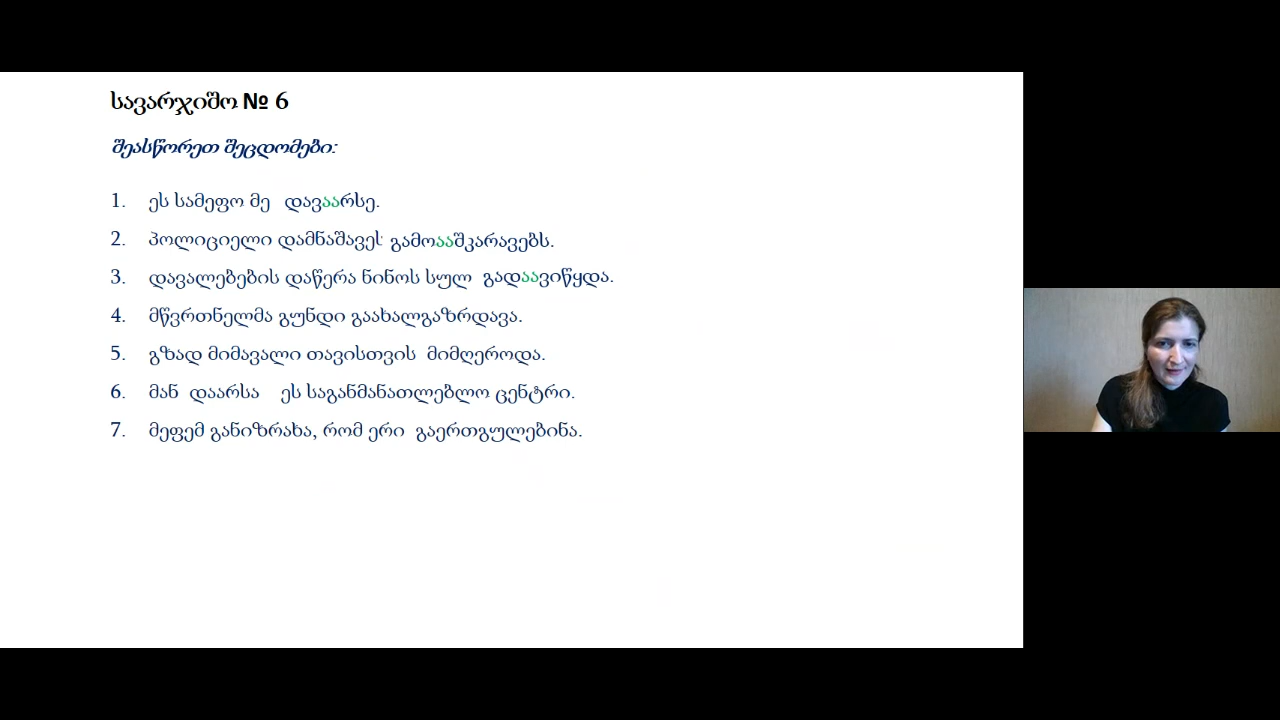 სავარჯიშო № 6
შეასწორეთ შეცდომები:
1. ეს სამეფო მე დავაარსე.
2. პოლიციელი დამნაშავეს გამოააშკარავებს.
3. დავალებების დაწერა ნინოს სულ გადაავიწყდა.
4. მწვრთნელმა გუნდი გაახალგაზრდავა.
5. გზად მიმავალი თავისთვის მიმღეროდა.
6. მან დაარსა ეს საგანმანათლებლო ცენტრი.
7. მეფემ განიზრახა, რომ ერი გაერთგულებინა.